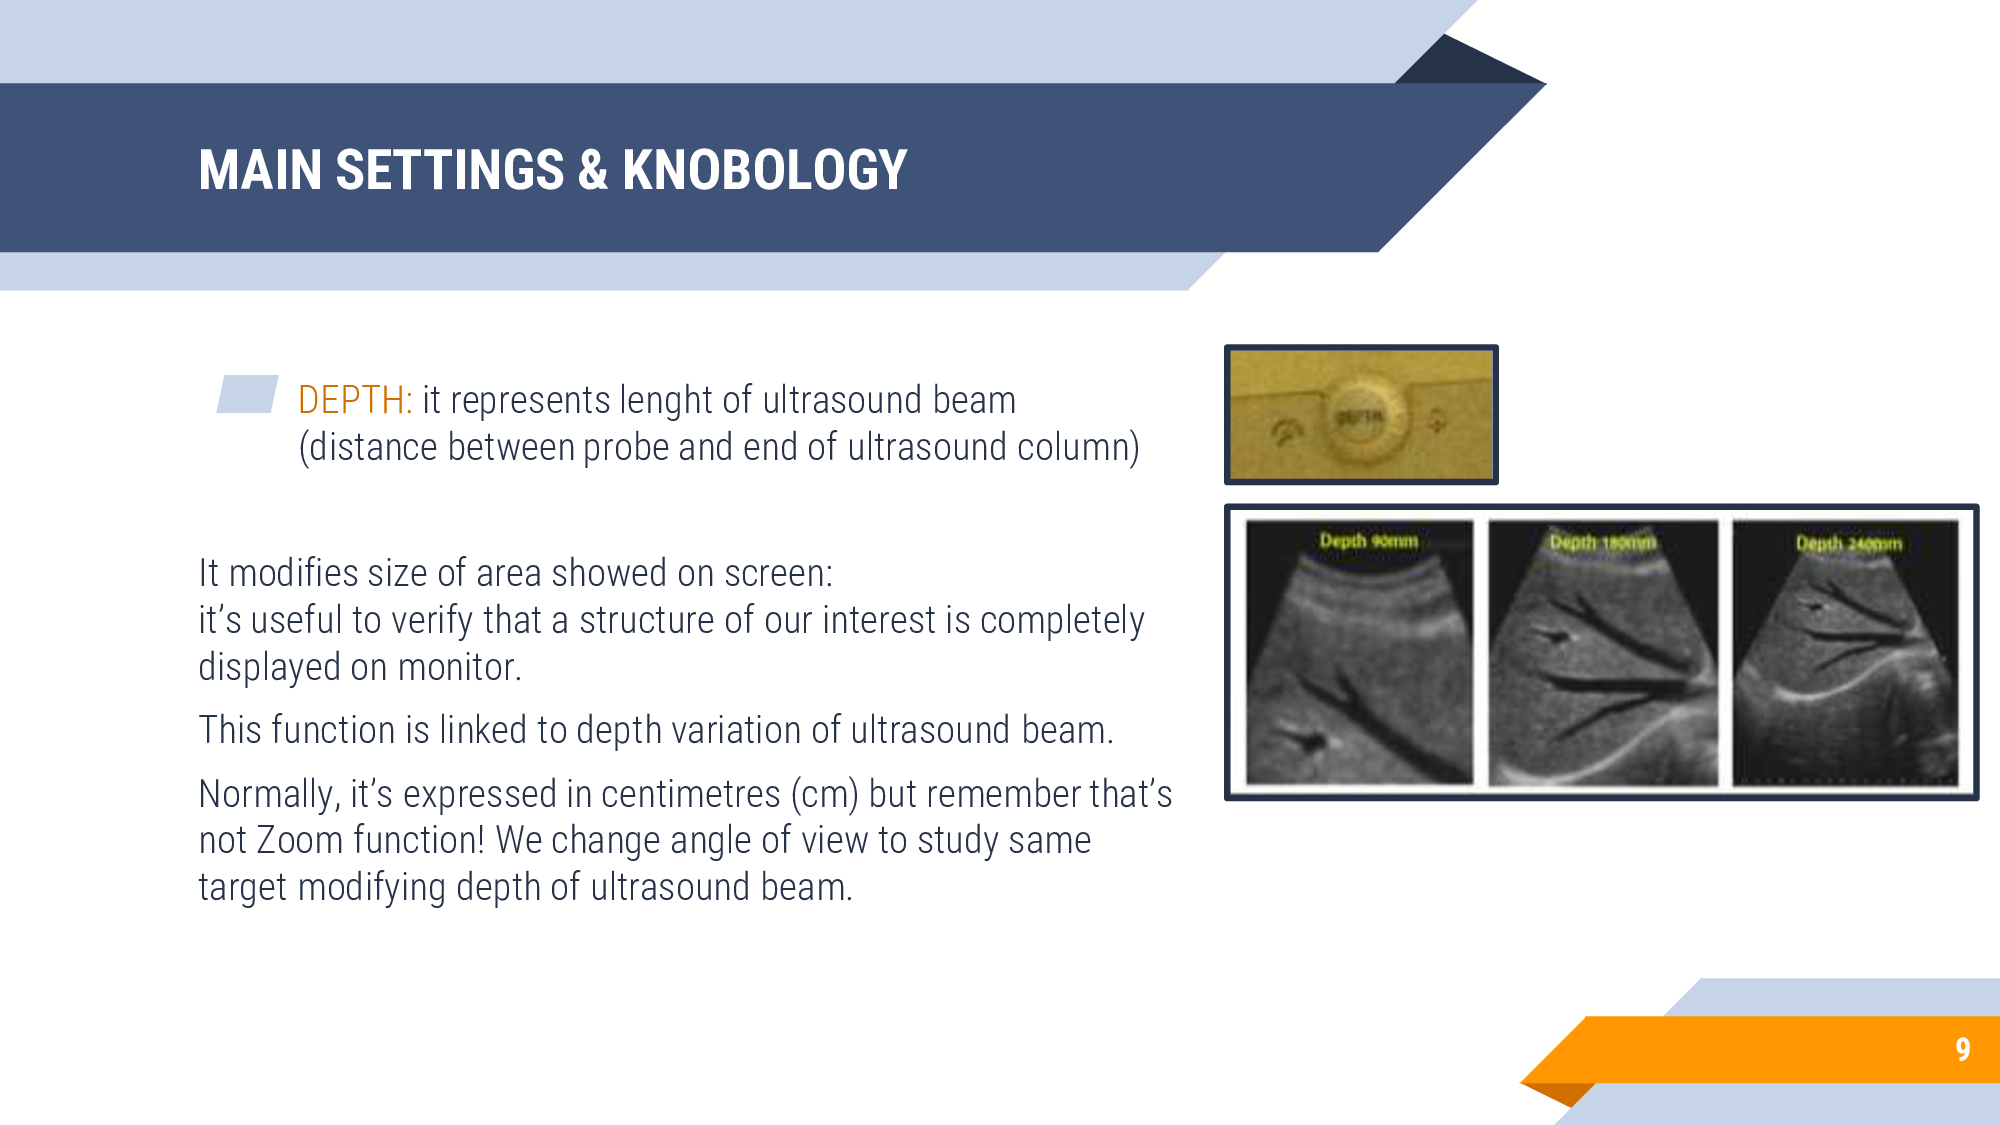 MAIN SETTINGS & KNOBOLOGY
DEPTH: it represents lenght of ultrasound beam
(distance between probe and end of ultrasound column)
DEPTH
It modifies size of area showed on screen:
it’s useful to verify that a structure of our interest is completely
displayed on monitor.
This function is linked to depth variation of ultrasound beam.
Normally, it’s expressed in centimetres (cm) but remember that’s
not Zoom function! We change angle of view to study same
target modifying depth of ultrasound beam.
Depth 90mm
Depth 180mm
Depth 240mm
9